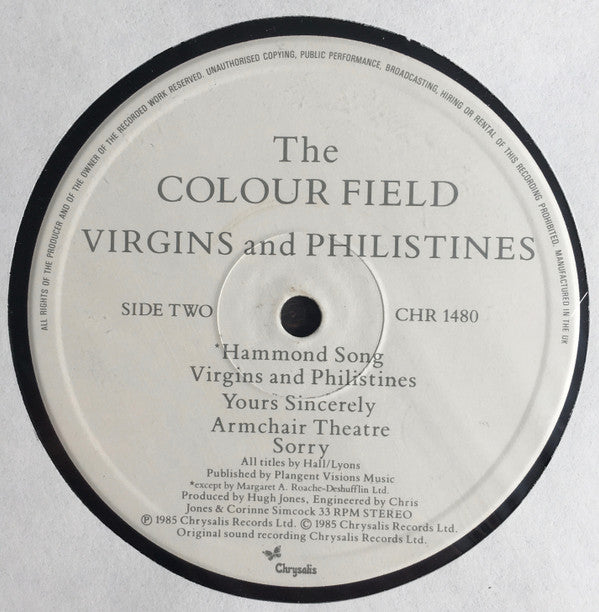 ALL RIGHTS OF THE PRODUCER AND OF THE OWNER OF THE RECORDED WORK RESERVED. UNAUTHORISED COPYING, PUBLIC PERFORMANCE, BROADCASTING, HIRING OR RENTAL OF THIS RECORDING PROHIBITED. MANUFACTURED IN THE UK
The
COLOUR FIELD
VIRGINS and PHILISTINES
SIDE TWO CHR 1480
*Hammond Song
Virgins and Philistines
Yours Sincerely
Armchair Theatre
Sorry
All titles by Hall/Lyons
Published by Plangent Visions Music
*except by Margaret A. Roache-Deshufflin Ltd.
Produced by Hugh Jones, Engineered by Chris
Jones & Corinne Simcock 33 RPM STEREO
Ⓟ 1985 Chrysalis Records Ltd. © 1985 Chrysalis Records Ltd.
Original sound recording Chrysalis Records Ltd.
Chrysalis